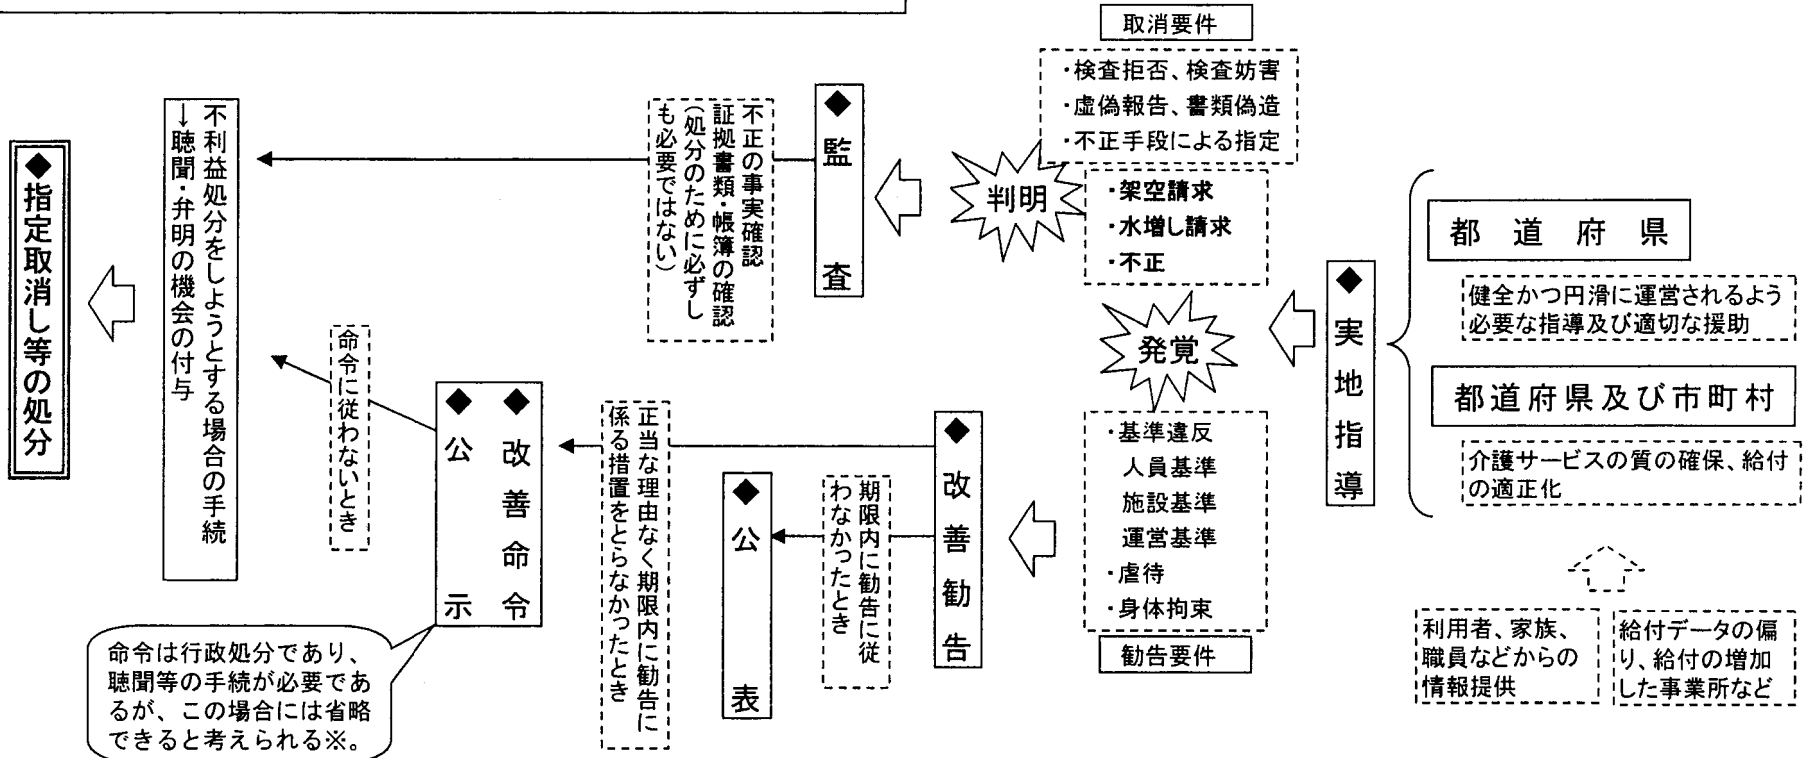 取消要件
・検査拒否、検査妨害
・虚偽報告、書類偽造
・不正手段による指定
・架空請求
・水増し請求
・不正
判明
発覚
・基準違反
人員基準
施設基準
運営基準
・虐待
・身体拘束
勧告要件
都道府県
健全かつ円滑に運営されるよう
必要な指導及び適切な援助
都道府県及び市町村
介護サービスの質の確保、給付
の適正化
利用者、家族、
職員などからの
情報提供
給付データの偏
り、給付の増加
した事業所など
◆実地指導
◆監査
不正の事実確認
証拠書類・帳簿の確認
(処分のために必ずし
も必要ではない)
◆改善勧告
期限内に勧告に従
わなかったとき
◆公表
正当な理由なく期限内に勧告に
係る措置をとらなかったとき
◆改善命令
◆公示
命令に従わないとき
命令は行政処分であり、
聴聞等の手続が必要であ
るが、この場合には省略
できると考えられる※。
不利益処分をしようとする場合の手続
→聴聞・弁明の機会の付与
◆指定取消し等の処分